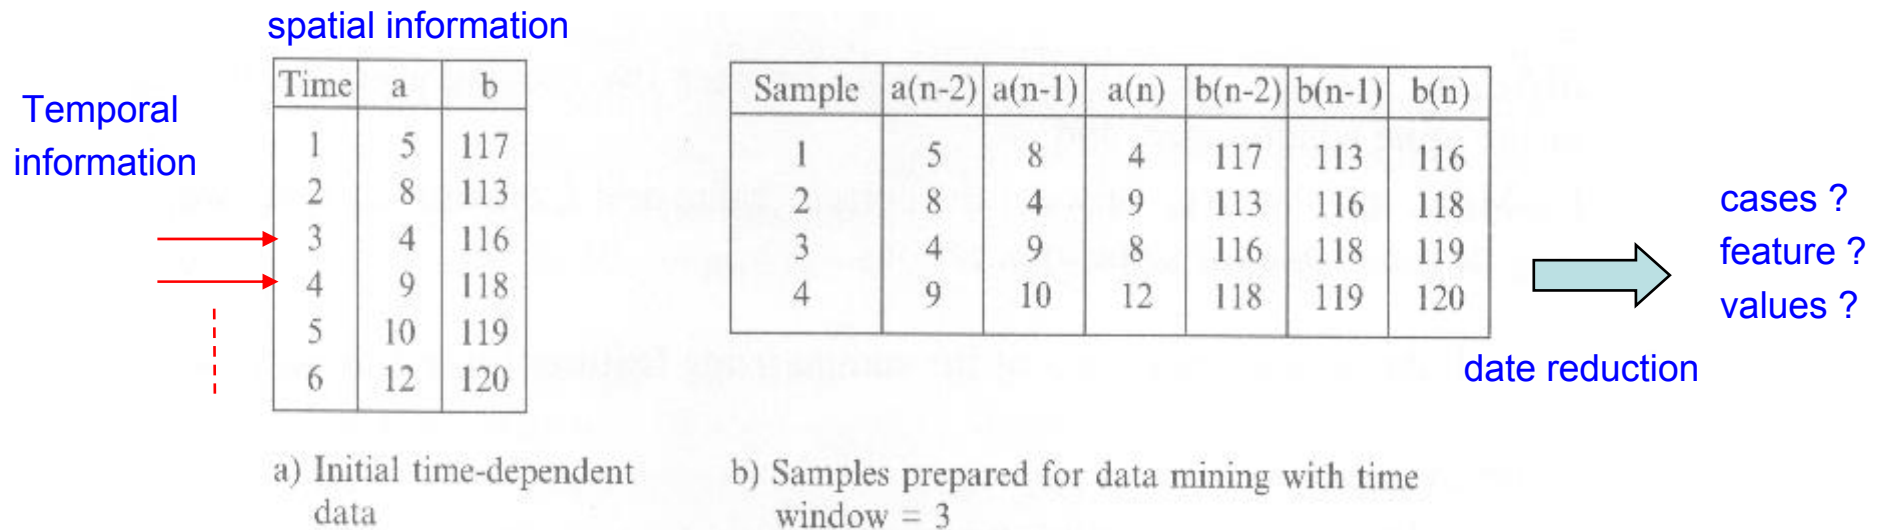 spatial information
Temporal
information
Time a b
1 5 117
2 8 113
3 4 116
4 9 118
5 10 119
6 12 120
a) Initial time-dependent
data
Sample a(n-2) a(n-1) a(n) b(n-2) b(n-1) b(n)
1 5 8 4 117 113 116
2 8 4 9 113 116 118
3 4 9 8 116 118 119
4 9 10 12 118 119 120
b) Samples prepared for data mining with time
window = 3
cases ?
feature ?
values ?
date reduction